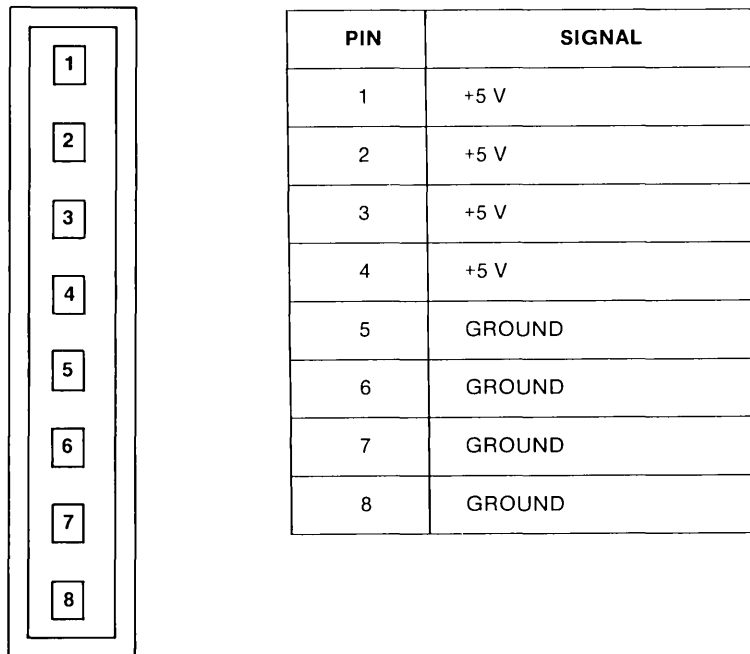 1
2
3
4
5
6
7
8
PIN SIGNAL
1 +5 V
2 +5 V
3 +5 V
4 +5 V
5 GROUND
6 GROUND
7 GROUND
8 GROUND